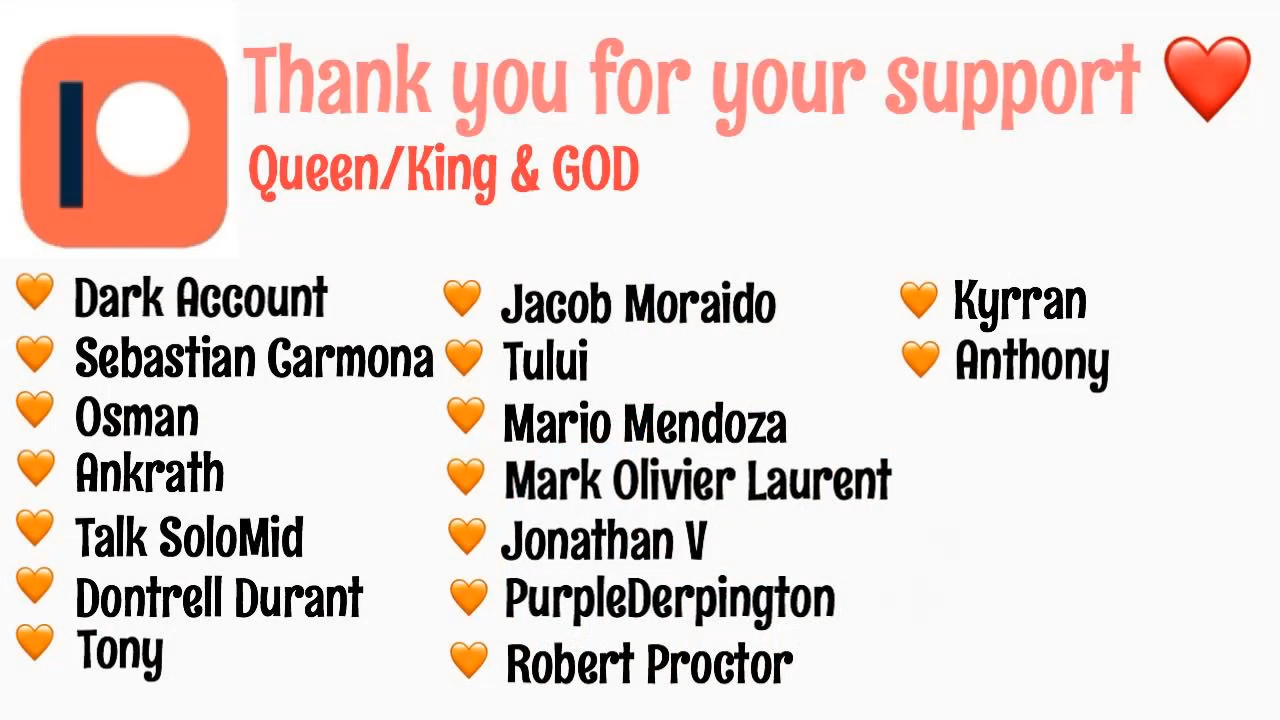 Thank you for your support ❤️
Queen/King & GOD
🧡 Dark Account
🧡 Sebastian Carmona
🧡 Osman
🧡 Ankrath
🧡 Talk SoloMid
🧡 Dontrell Durant
🧡 Tony
🧡 Jacob Moraido
🧡 Tului
🧡 Mario Mendoza
🧡 Mark Olivier Laurent
🧡 Jonathan V
🧡 PurpleDerpington
🧡 Robert Proctor
🧡 Kyrran
🧡 Anthony